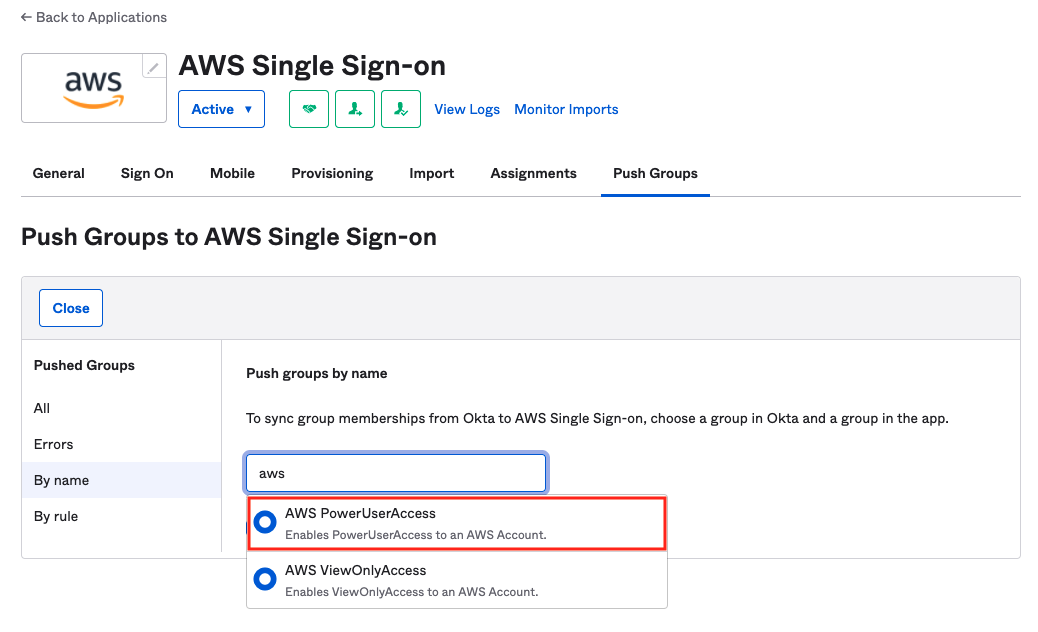 ← Back to Applications
aws
AWS Single Sign-on
Active ▼
View Logs Monitor Imports
General Sign On Mobile Provisioning Import Assignments Push Groups
Push Groups to AWS Single Sign-on
Close
Pushed Groups
All
Errors
By name
By rule
Push groups by name
To sync group memberships from Okta to AWS Single Sign-on, choose a group in Okta and a group in the app.
aws
AWS PowerUserAccess
Enables PowerUserAccess to an AWS Account.
AWS ViewOnlyAccess
Enables ViewOnlyAccess to an AWS Account.